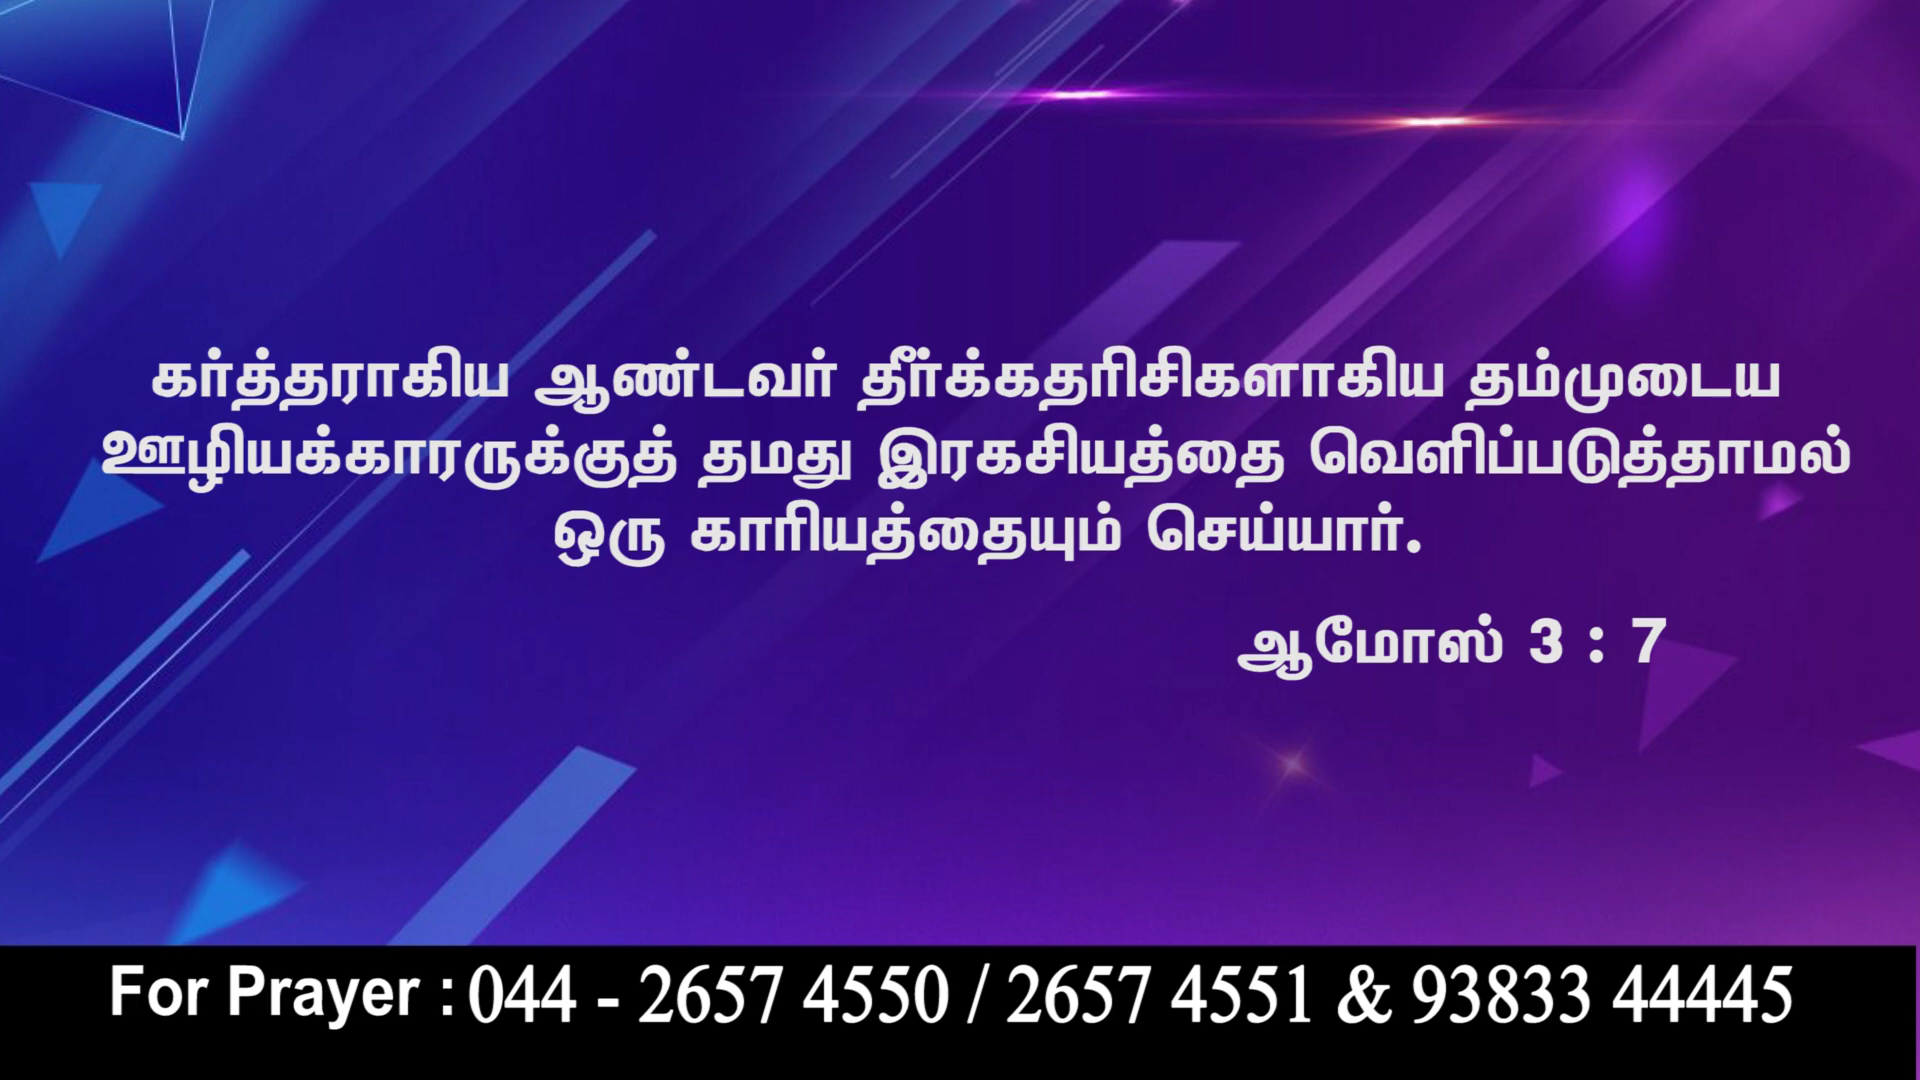 கர்த்தராகிய ஆண்டவர் தீர்க்கதரிசிகளாகிய தம்முடைய
ஊழியக்காரருக்குத் தமது இரகசியத்தை வெளிப்படுத்தாமல்
ஒரு காரியத்தையும் செய்யார்.
ஆமோஸ் 3 : 7
For Prayer : 044 - 2657 4550 / 2657 4551 & 93833 44445